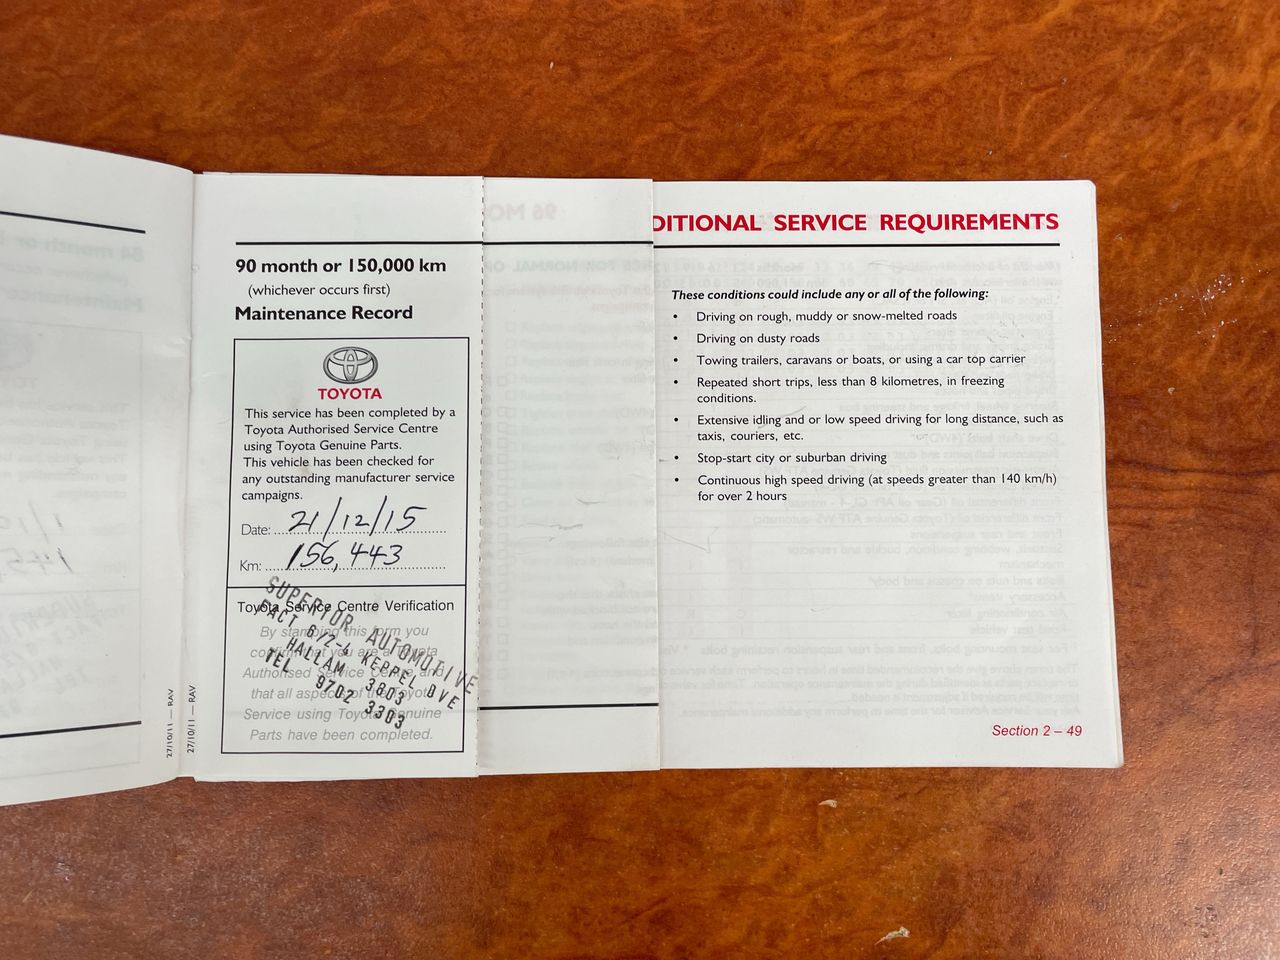 90 month or 150,000 km
(whichever occurs first)
Maintenance Record
TOYOTA
This service has been completed by a
Toyota Authorised Service Centre
using Toyota Genuine Parts.
This vehicle has been checked for
any outstanding manufacturer service
campaigns.
Date: 21/12/15
Km: 156,443
Toyota Service Centre Verification
By stamping this form you
confirm that you are a Toyota
Authorised Service Centre and
that all aspects of the Toyota
Service using Toyota Genuine
Parts have been completed.
SUPERIOR AUTOMOTIVE
FACT 6/2-4 KEPPEL DVE
HALLAM 3803
TEL 9702 3303
27/10/11 — RAV
27/10/11 — RAV
DITIONAL SERVICE REQUIREMENTS
These conditions could include any or all of the following:
• Driving on rough, muddy or snow-melted roads
• Driving on dusty roads
• Towing trailers, caravans or boats, or using a car top carrier
• Repeated short trips, less than 8 kilometres, in freezing
conditions.
• Extensive idling and or low speed driving for long distance, such as
taxis, couriers, etc.
• Stop-start city or suburban driving
• Continuous high speed driving (at speeds greater than 140 km/h)
for over 2 hours
Section 2 – 49